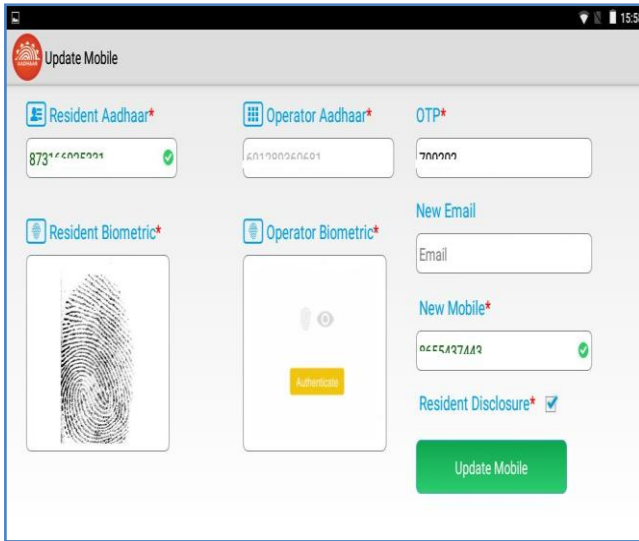 Update Mobile
AADHAAR
Resident Aadhaar*
Operator Aadhaar*
OTP*
New Email
Resident Biometric*
Operator Biometric*
Email
New Mobile*
Authenticate
Resident Disclosure*
Update Mobile